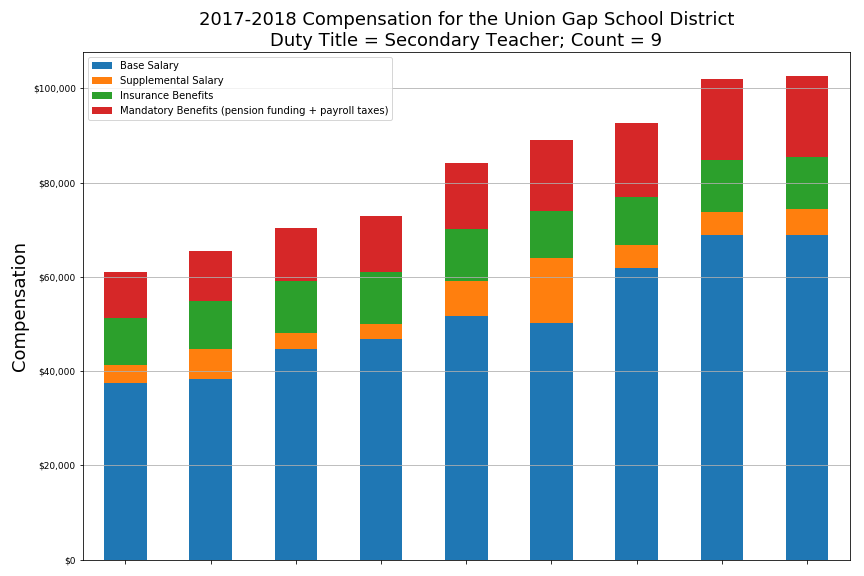 2017-2018 Compensation for the Union Gap School District
Duty Title = Secondary Teacher; Count = 9
Base Salary
Supplemental Salary
Insurance Benefits
Mandatory Benefits (pension funding + payroll taxes)
$100,000
$80,000
$60,000
$40,000
$20,000
$0
Compensation